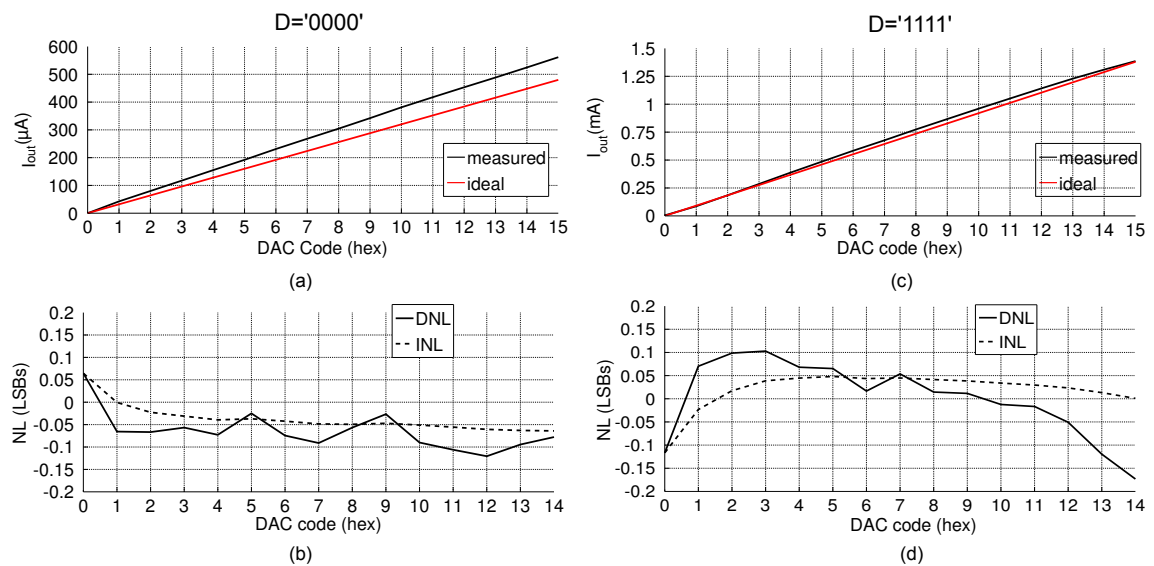 D='0000'
600
500
400
300
200
100
0
I_out(µA)
measured
ideal
0 1 2 3 4 5 6 7 8 9 10 11 12 13 14 15
DAC Code (hex)
(a)
D='1111'
1.5
1.25
1
0.75
0.5
0.25
0
I_out(mA)
measured
ideal
0 1 2 3 4 5 6 7 8 9 10 11 12 13 14 15
DAC Code (hex)
(c)
0.2
0.15
0.1
0.05
0
-0.05
-0.1
-0.15
-0.2
NL (LSBs)
DNL
INL
0 1 2 3 4 5 6 7 8 9 10 11 12 13 14
DAC code (hex)
(b)
0.2
0.15
0.1
0.05
0
-0.05
-0.1
-0.15
-0.2
NL (LSBs)
DNL
INL
0 1 2 3 4 5 6 7 8 9 10 11 12 13 14
DAC code (hex)
(d)